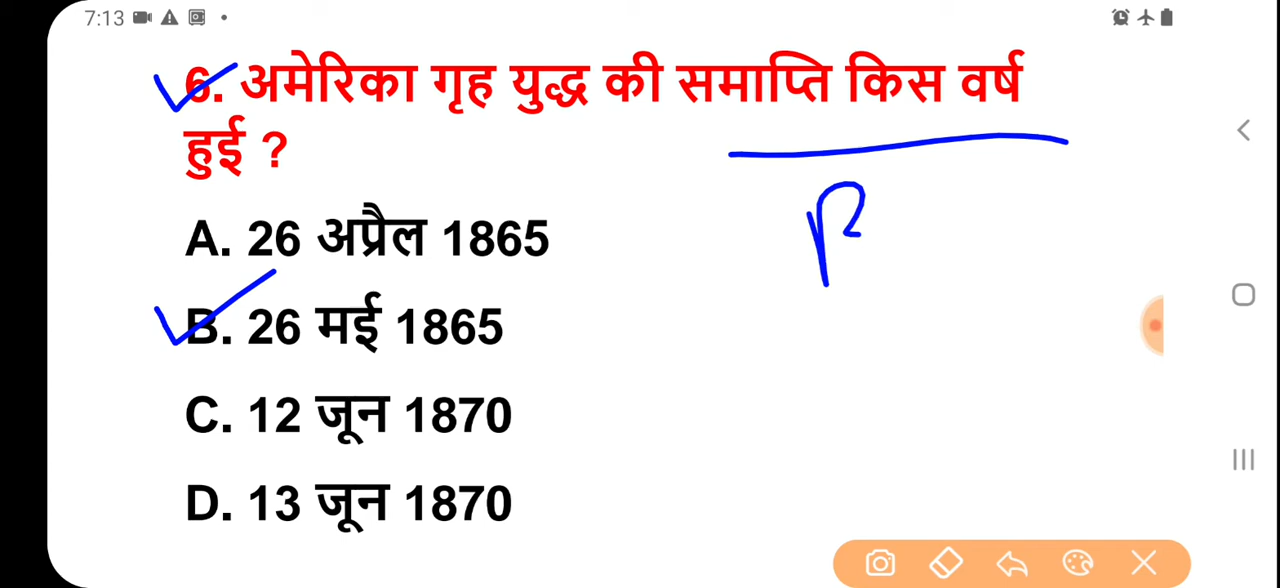 7:13
6. अमेरिका गृह युद्ध की समाप्ति किस वर्ष
हुई ?
A. 26 अप्रैल 1865
B. 26 मई 1865
C. 12 जून 1870
D. 13 जून 1870